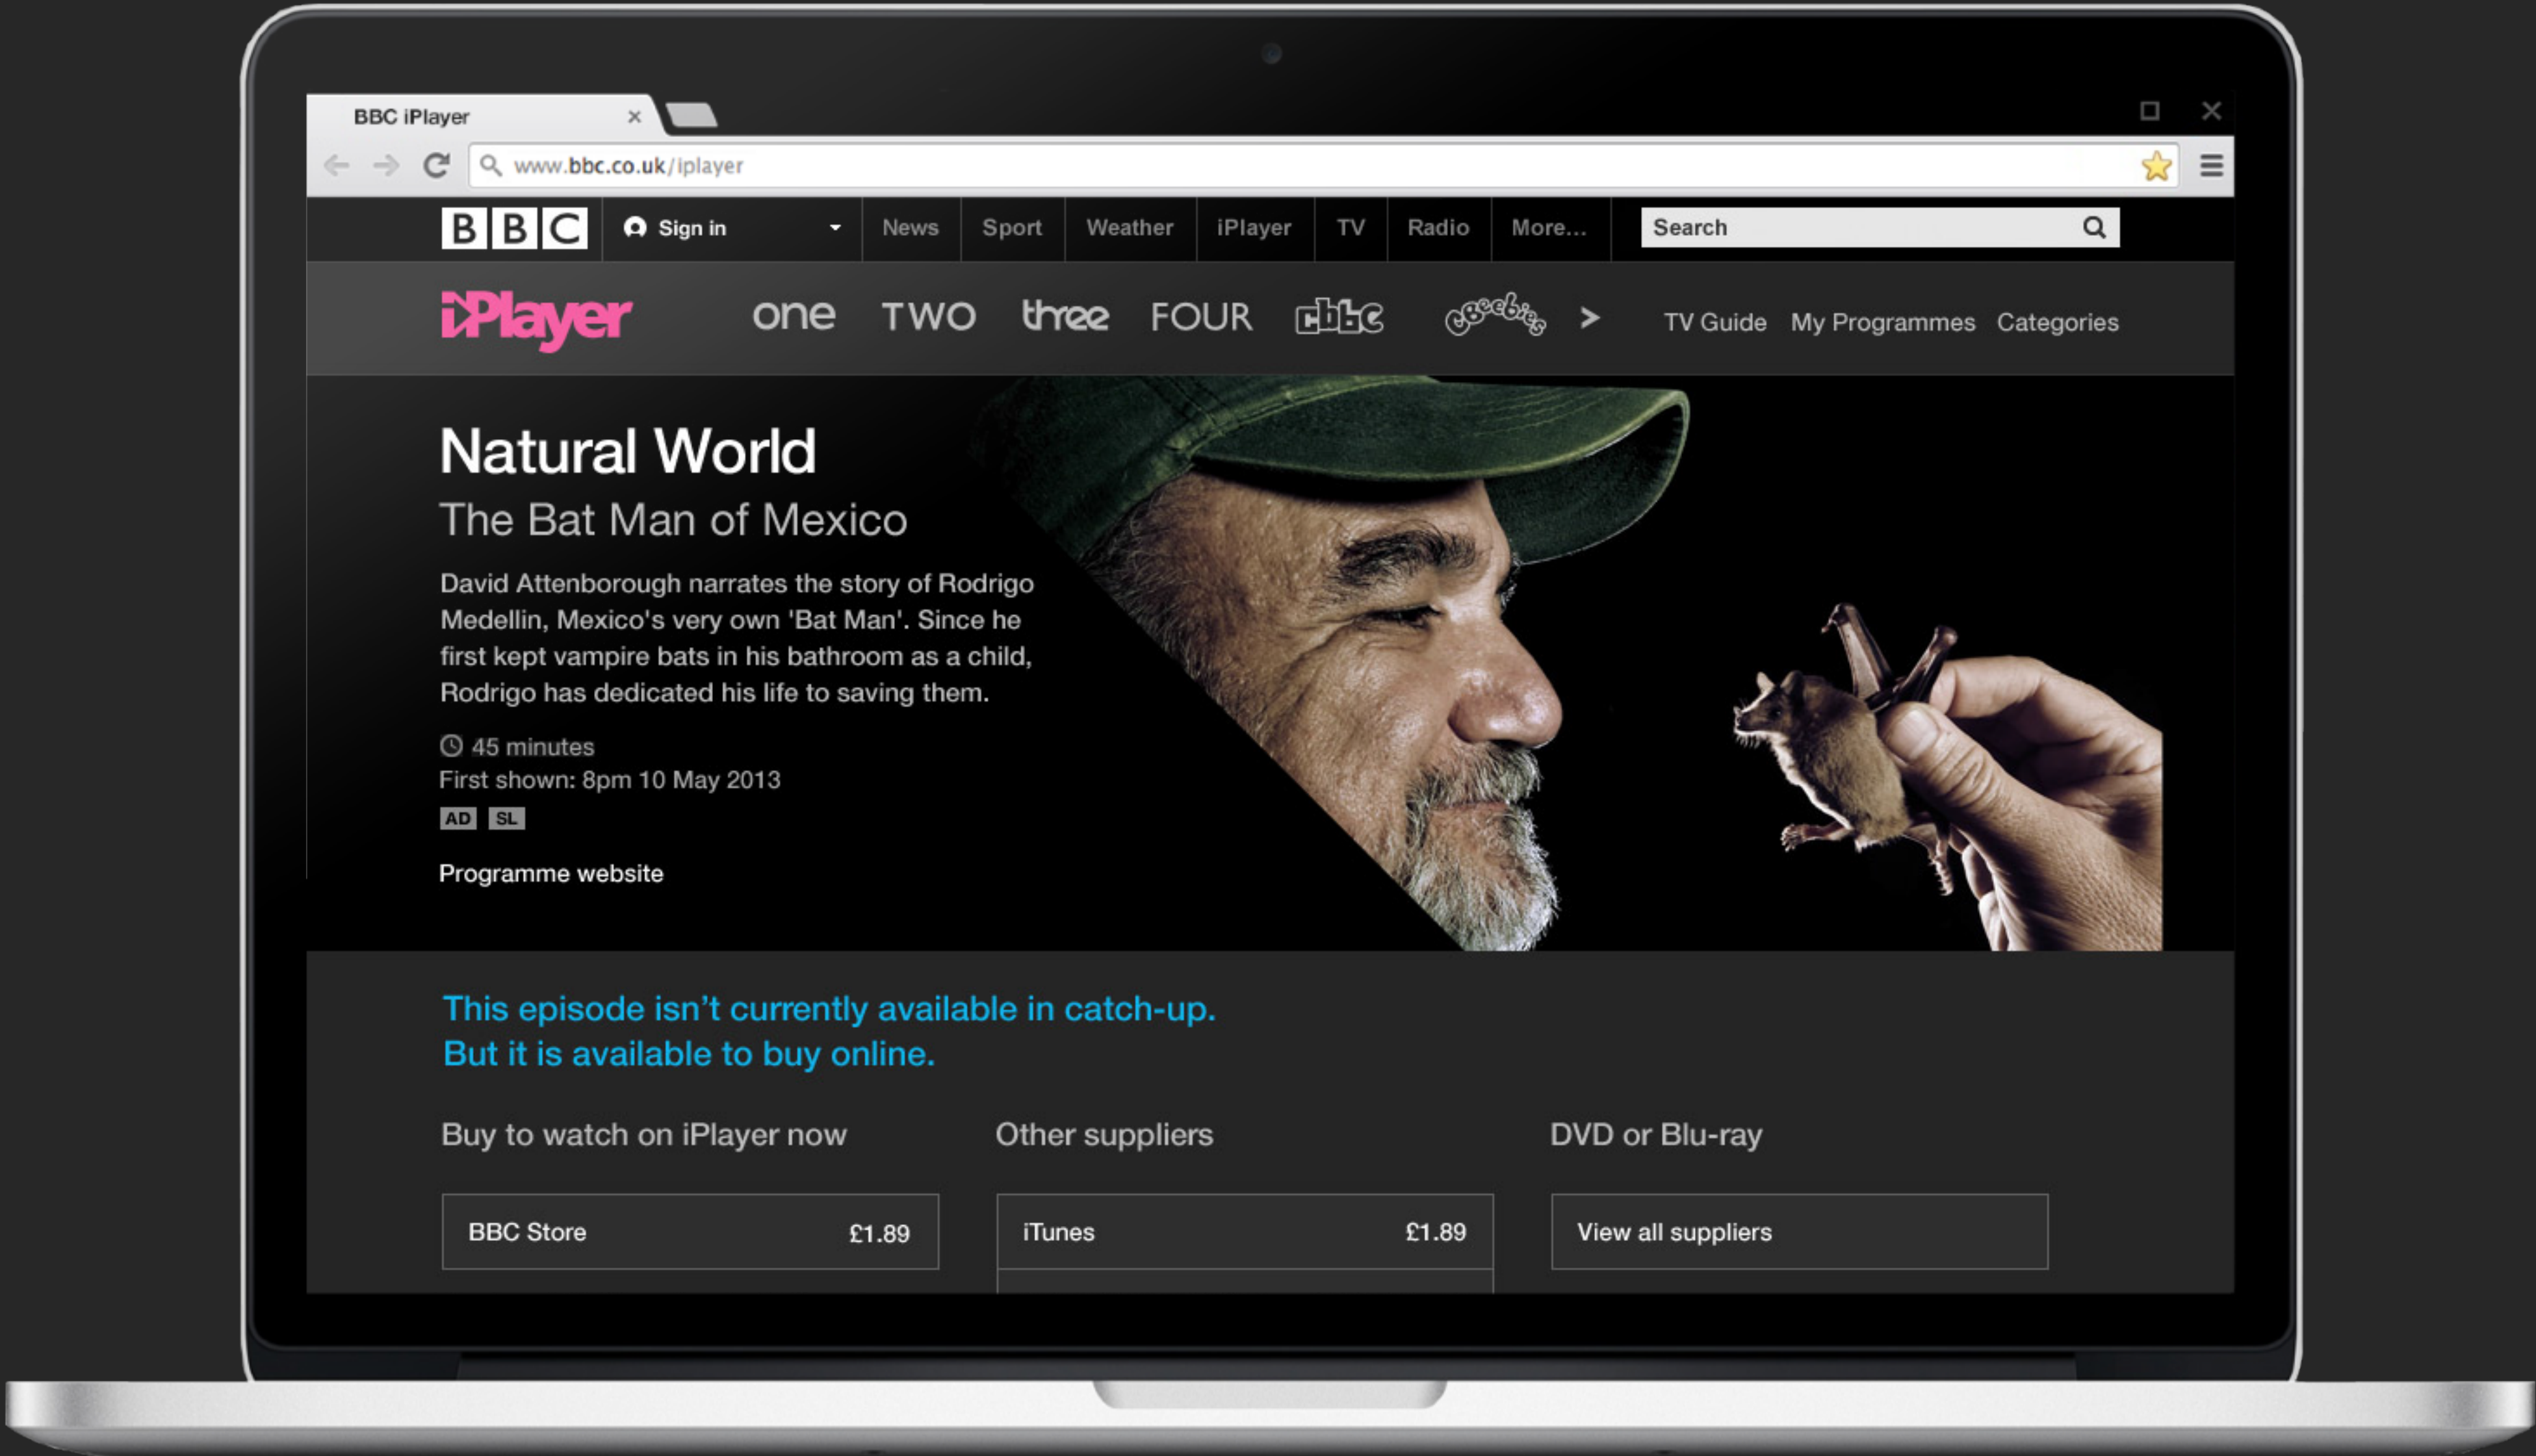 BBC iPlayer
www.bbc.co.uk/iplayer
BBC Sign in News Sport Weather iPlayer TV Radio More... Search
iPlayer one TWO three FOUR cbbc cbeebies TV Guide My Programmes Categories
Natural World
The Bat Man of Mexico
David Attenborough narrates the story of Rodrigo
Medellin, Mexico's very own 'Bat Man'. Since he
first kept vampire bats in his bathroom as a child,
Rodrigo has dedicated his life to saving them.
45 minutes
First shown: 8pm 10 May 2013
AD SL
Programme website
This episode isn’t currently available in catch-up.
But it is available to buy online.
Buy to watch on iPlayer now Other suppliers DVD or Blu-ray
BBC Store £1.89 iTunes £1.89 View all suppliers